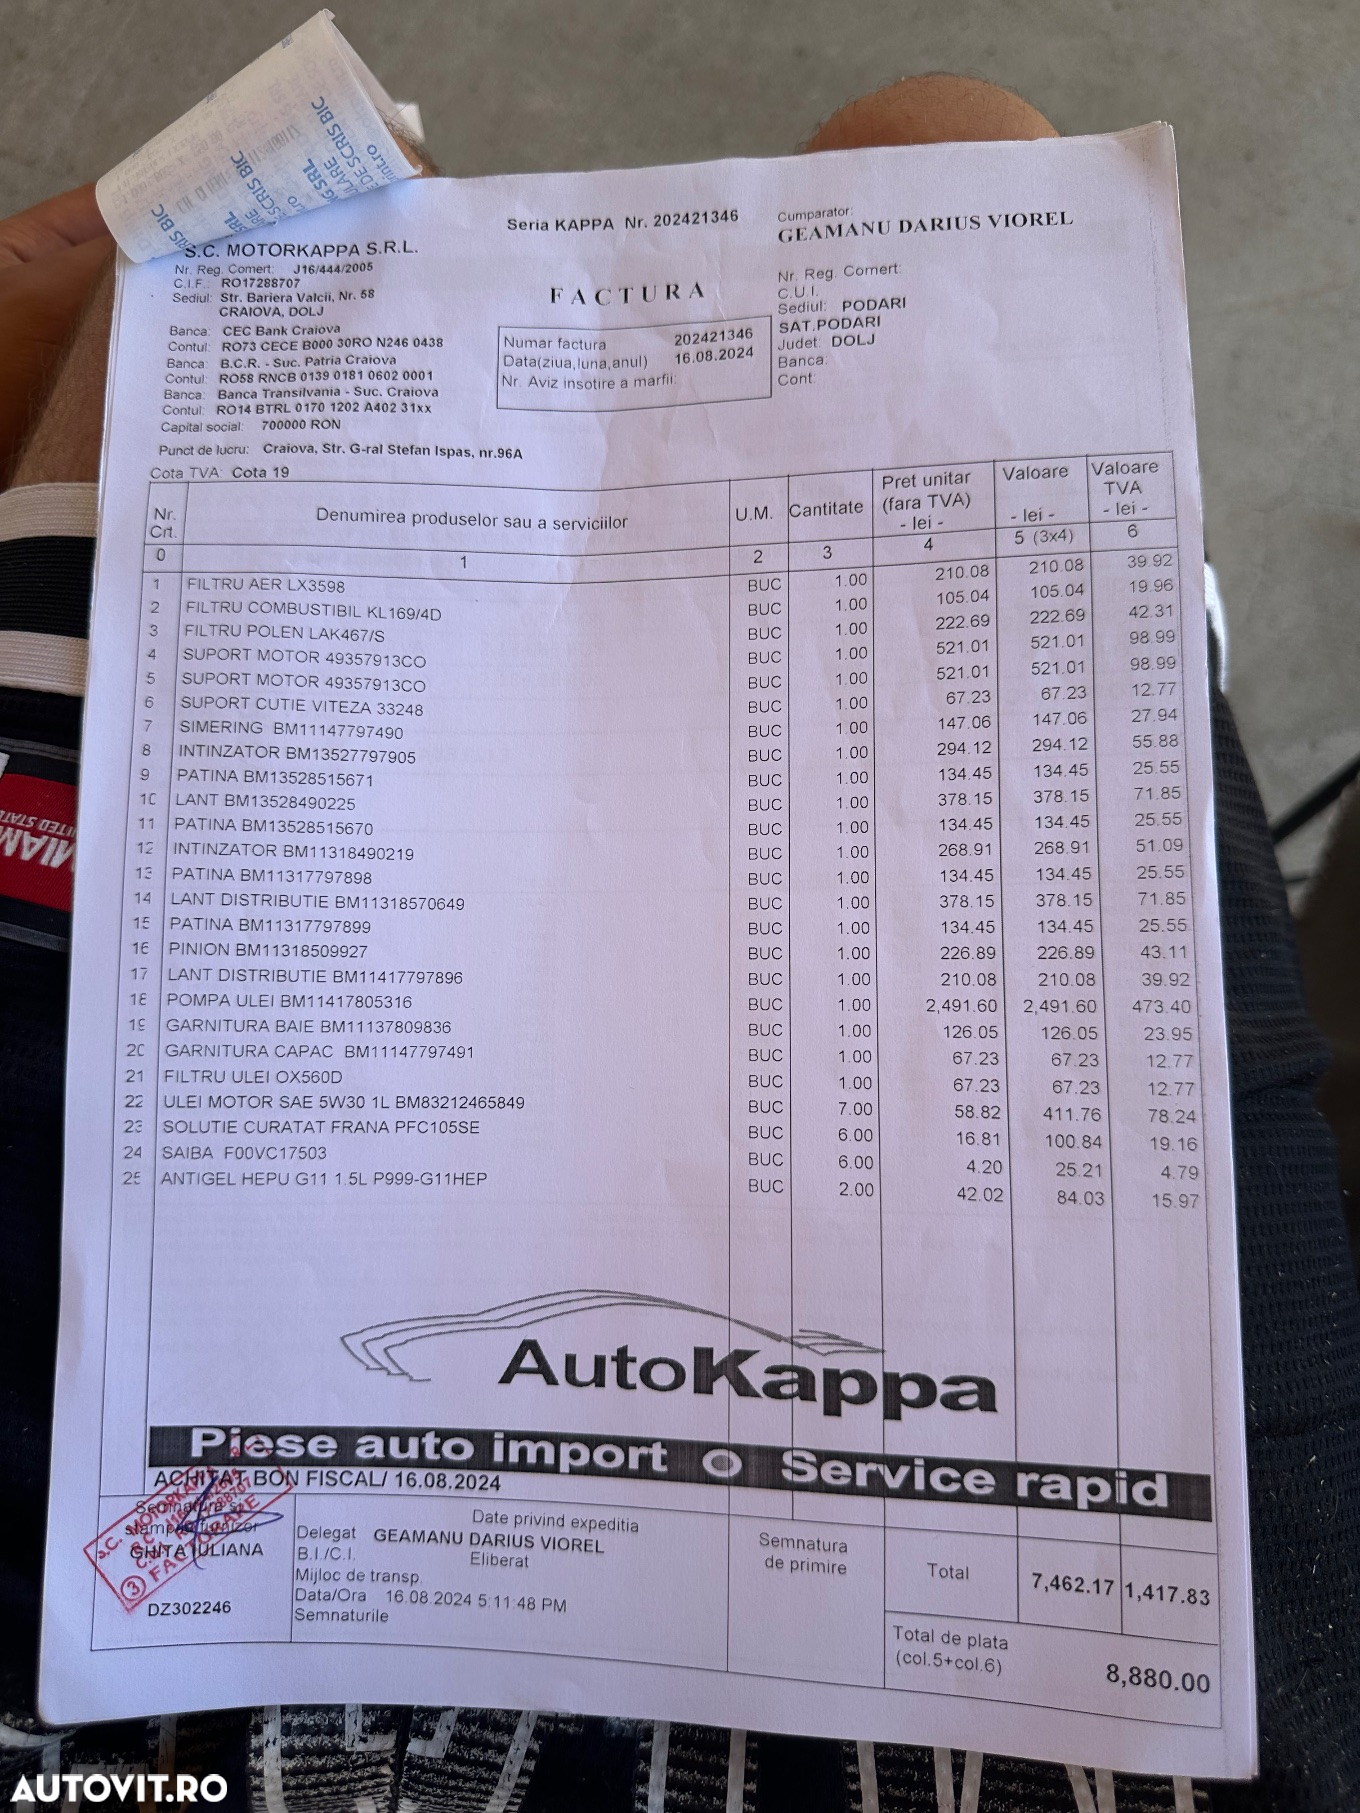 Seria KAPPA Nr. 202421346
Cumparator:
GEAMANU DARIUS VIOREL
S.C. MOTORKAPPA S.R.L.
Nr. Reg. Comert: J16/444/2005
C.I.F.: RO17288707
Sediul: Str. Bariera Valcii, Nr. 58
CRAIOVA, DOLJ
Banca: CEC Bank Craiova
Contul: RO73 CECE B000 30RO N246 0438
Banca: B.C.R. - Suc. Patria Craiova
Contul: RO58 RNCB 0139 0181 0602 0001
Banca: Banca Transilvania - Suc. Craiova
Contul: RO14 BTRL 0170 1202 A402 31xx
Capital social: 700000 RON
Punct de lucru: Craiova, Str. G-ral Stefan Ispas, nr.96A
Cota TVA: Cota 19
FACTURA
Numar factura 202421346
Data(ziua,luna,anul) 16.08.2024
Nr. Aviz insotire a marfii:
Nr. Reg. Comert:
C.U.I.
Sediul: PODARI
SAT.PODARI
Judet: DOLJ
Banca:
Cont:
Nr. Crt. Denumirea produselor sau a serviciilor U.M. Cantitate Pret unitar (fara TVA) - lei - Valoare - lei - Valoare TVA - lei -
0 1 2 3 4 5 (3x4) 6
1 FILTRU AER LX3598 BUC 1.00 210.08 210.08 39.92
2 FILTRU COMBUSTIBIL KL169/4D BUC 1.00 105.04 105.04 19.96
3 FILTRU POLEN LAK467/S BUC 1.00 222.69 222.69 42.31
4 SUPORT MOTOR 49357913CO BUC 1.00 521.01 521.01 98.99
5 SUPORT MOTOR 49357913CO BUC 1.00 521.01 521.01 98.99
6 SUPORT CUTIE VITEZA 33248 BUC 1.00 67.23 67.23 12.77
7 SIMERING BM11147797490 BUC 1.00 147.06 147.06 27.94
8 INTINZATOR BM13527797905 BUC 1.00 294.12 294.12 55.88
9 PATINA BM13528515671 BUC 1.00 134.45 134.45 25.55
10 LANT BM13528490225 BUC 1.00 378.15 378.15 71.85
11 PATINA BM13528515670 BUC 1.00 134.45 134.45 25.55
12 INTINZATOR BM11318490219 BUC 1.00 268.91 268.91 51.09
13 PATINA BM11317797898 BUC 1.00 134.45 134.45 25.55
14 LANT DISTRIBUTIE BM11318570649 BUC 1.00 378.15 378.15 71.85
15 PATINA BM11317797899 BUC 1.00 134.45 134.45 25.55
16 PINION BM11318509927 BUC 1.00 226.89 226.89 43.11
17 LANT DISTRIBUTIE BM11417797896 BUC 1.00 210.08 210.08 39.92
18 POMPA ULEI BM11417805316 BUC 1.00 2,491.60 2,491.60 473.40
19 GARNITURA BAIE BM11137809836 BUC 1.00 126.05 126.05 23.95
20 GARNITURA CAPAC BM11147797491 BUC 1.00 67.23 67.23 12.77
21 FILTRU ULEI OX560D BUC 1.00 67.23 67.23 12.77
22 ULEI MOTOR SAE 5W30 1L BM83212465849 BUC 7.00 58.82 411.76 78.24
23 SOLUTIE CURATAT FRANA PFC105SE BUC 6.00 16.81 100.84 19.16
24 SAIBA F00VC17503 BUC 6.00 4.20 25.21 4.79
25 ANTIGEL HEPU G11 1.5L P999-G11HEP BUC 2.00 42.02 84.03 15.97
AutoKappa
Piese auto import Service rapid
ACHITAT BON FISCAL/ 16.08.2024
Semnatura si
stampila furnizor
GHITA IULIANA
DZ302246
S.C. MOTORKAPPA
FACTURARE
3
Date privind expeditia
Delegat GEAMANU DARIUS VIOREL
B.I./C.I. Eliberat
Mijloc de transp.
Data/Ora 16.08.2024 5:11:48 PM
Semnaturile
Semnatura
de primire
Total 7,462.17 1,417.83
Total de plata
(col.5+col.6) 8,880.00
AUTOVIT.RO